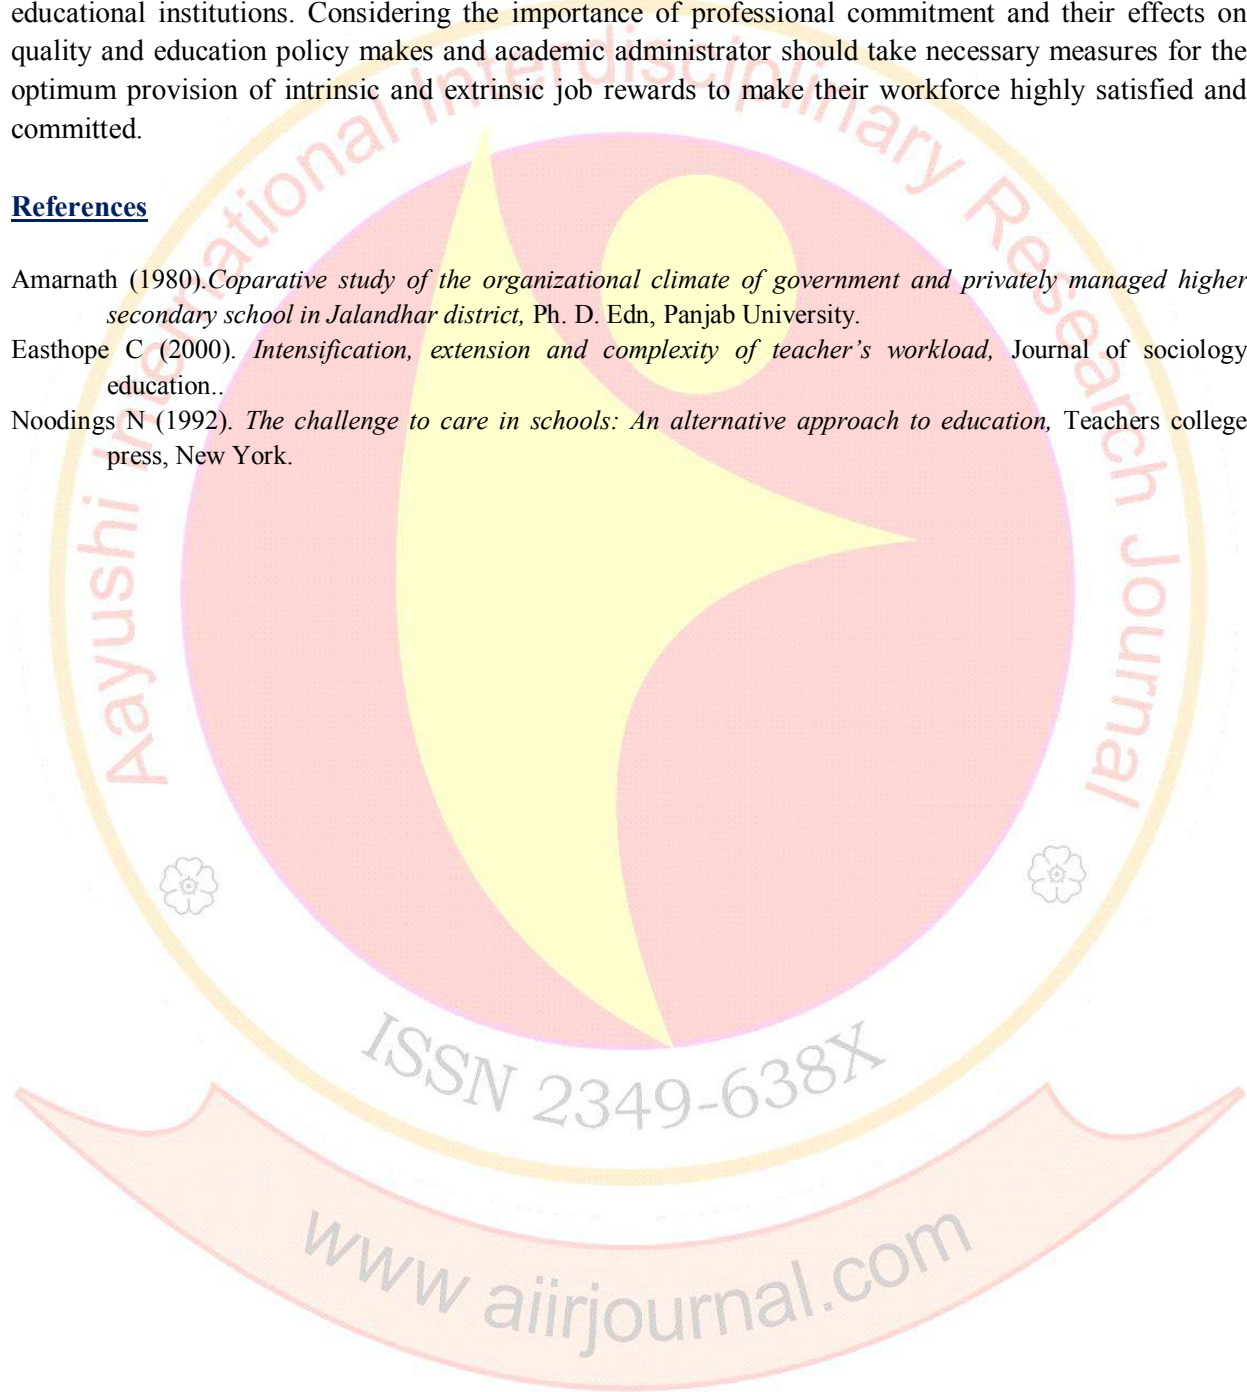 educational institutions. Considering the importance of professional commitment and their effects on
quality and education policy makes and academic administrator should take necessary measures for the
optimum provision of intrinsic and extrinsic job rewards to make their workforce highly satisfied and
committed.
References
Amarnath (1980).Coparative study of the organizational climate of government and privately managed higher
secondary school in Jalandhar district, Ph. D. Edn, Panjab University.
Easthope C (2000). Intensification, extension and complexity of teacher's workload, Journal of sociology
education..
Noodings N (1992). The challenge to care in schools: An alternative approach to education, Teachers college
press, New York.
Aayushi International Interdisciplinary Research Journal
ISSN 2349-638X
www aiirjournal.com